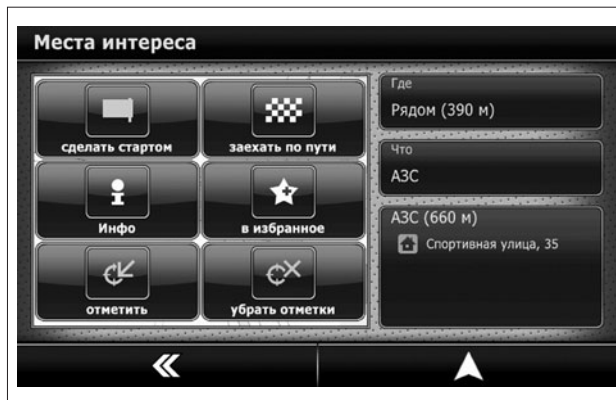 Места интереса
сделать стартом
заехать по пути
Инфо
в избранное
отметить
убрать отметки
Где
Рядом (390 м)
Что
АЗС
АЗС (660 м)
Спортивная улица, 35